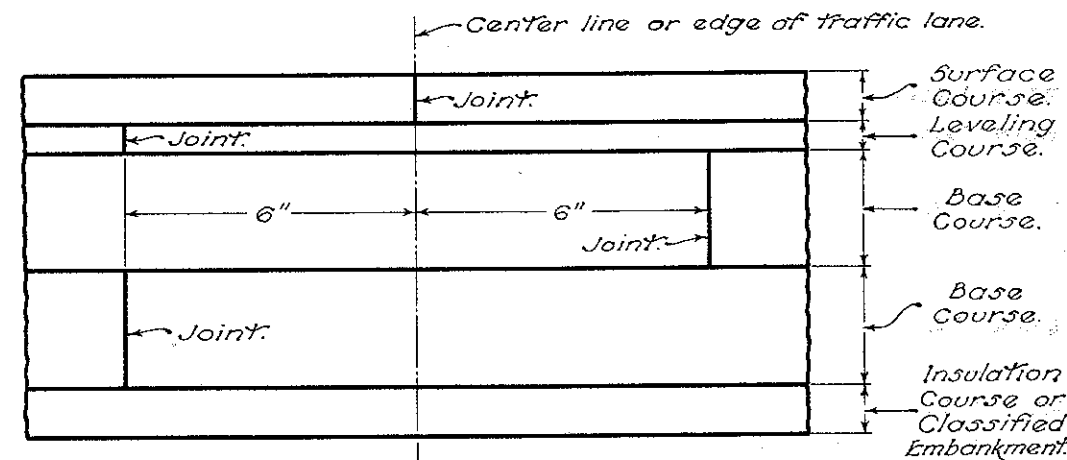 Center line or edge of traffic lane.
Joint.
Surface
Course.
Joint.
Leveling
Course.
6"
6"
Base
Course.
Joint.
Joint.
Base
Course.
Insulation
Course or
Classified
Embankment.